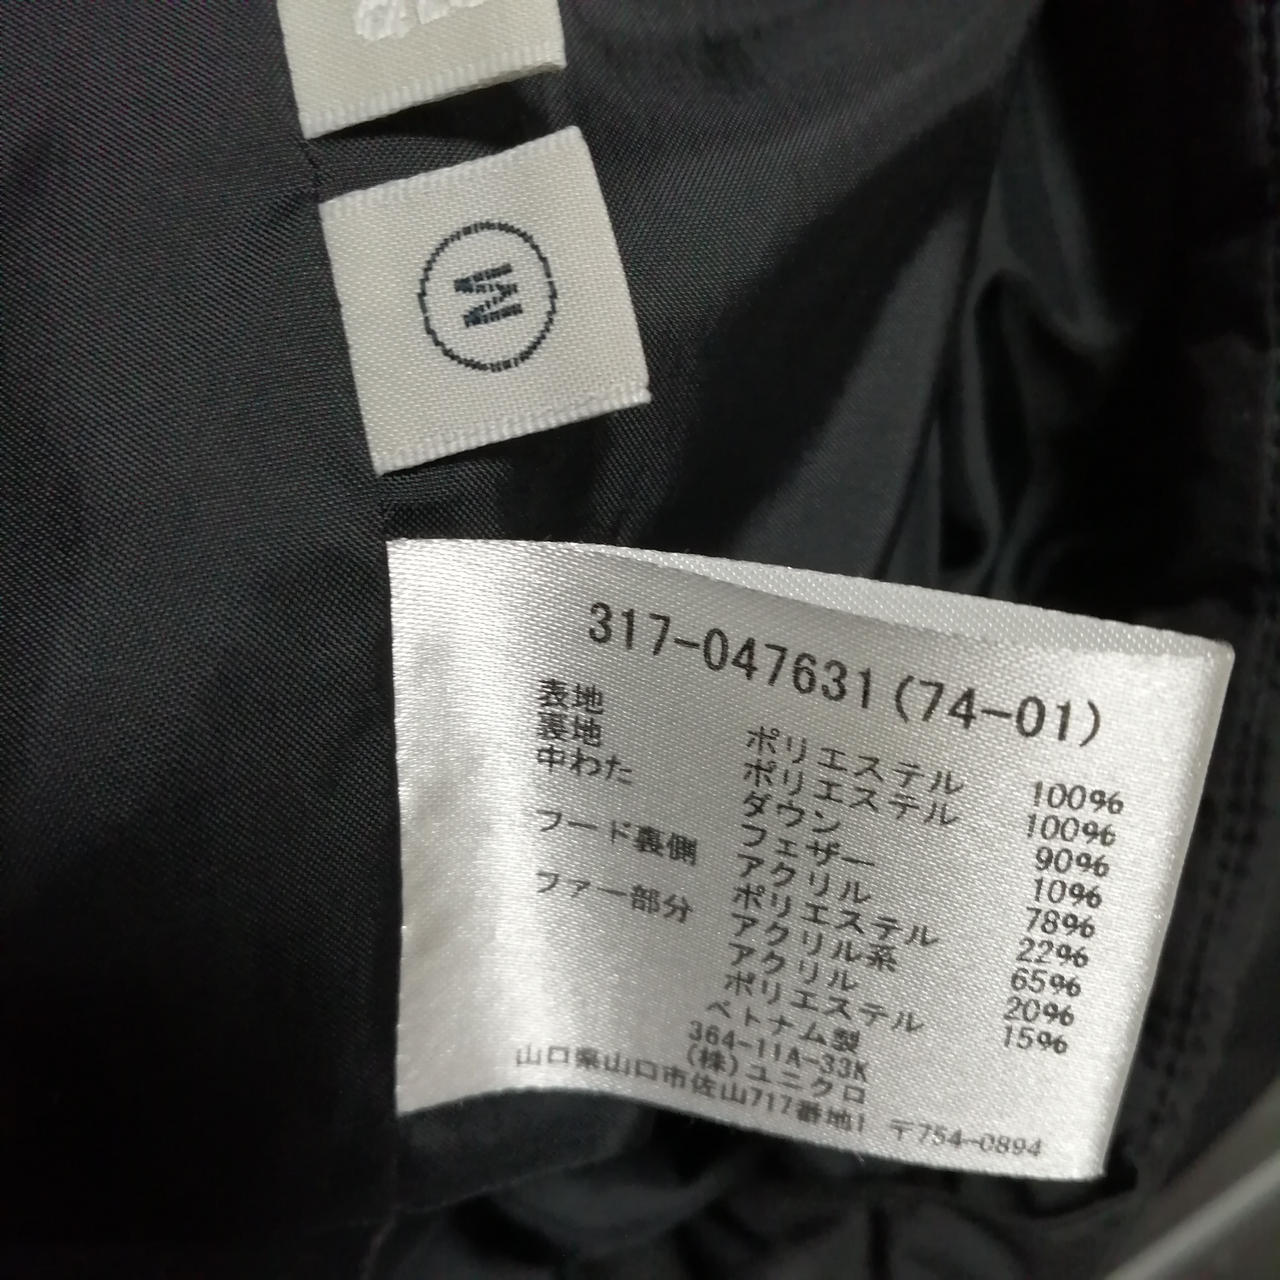 M
317-047631(74-01)
表地 ポリエステル 100%
裏地 ポリエステル 100%
中わた ダウン 90%
フェザー 10%
フード裏側 アクリル 78%
ポリエステル 22%
ファー部分 アクリル系 65%
アクリル 20%
ポリエステル 15%
ベトナム製
364-11A-33K
(株)ユニクロ
山口県山口市佐山717番地1 〒754-0894